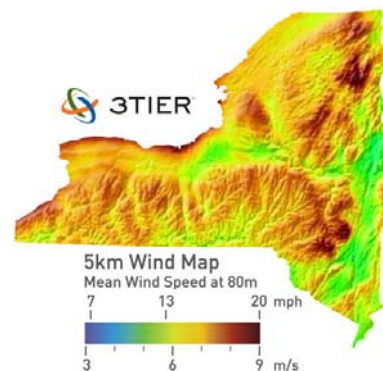 3TIER
5km Wind Map
Mean Wind Speed at 80m
7 13 20 mph
3 6 9 m/s